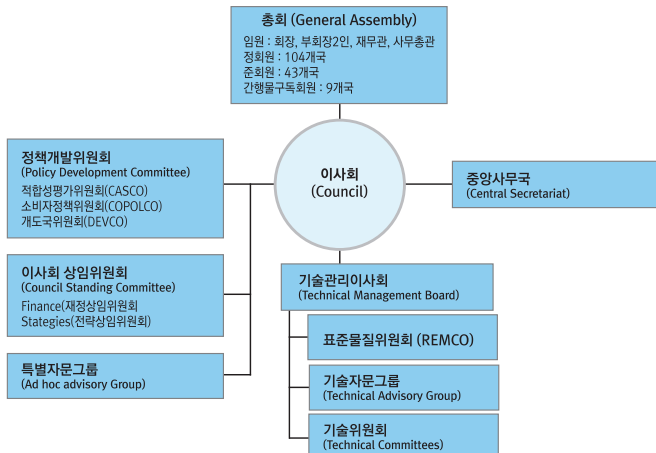 총회 (General Assembly)
임원 : 회장, 부회장2인, 재무관, 사무총관
정회원 : 104개국
준회원 : 43개국
간행물구독회원 : 9개국
이사회
(Council)
정책개발위원회
(Policy Development Committee)
적합성평가위원회(CASCO)
소비자정책위원회(COPOLCO)
개도국위원회(DEVCO)
중앙사무국
(Central Secretariat)
이사회 상임위원회
(Council Standing Committee)
Finance(재정상임위원회
Stategies(전략상임위원회)
특별자문그룹
(Ad hoc advisory Group)
기술관리이사회
(Technical Management Board)
표준물질위원회 (REMCO)
기술자문그룹
(Technical Advisory Group)
기술위원회
(Technical Committees)